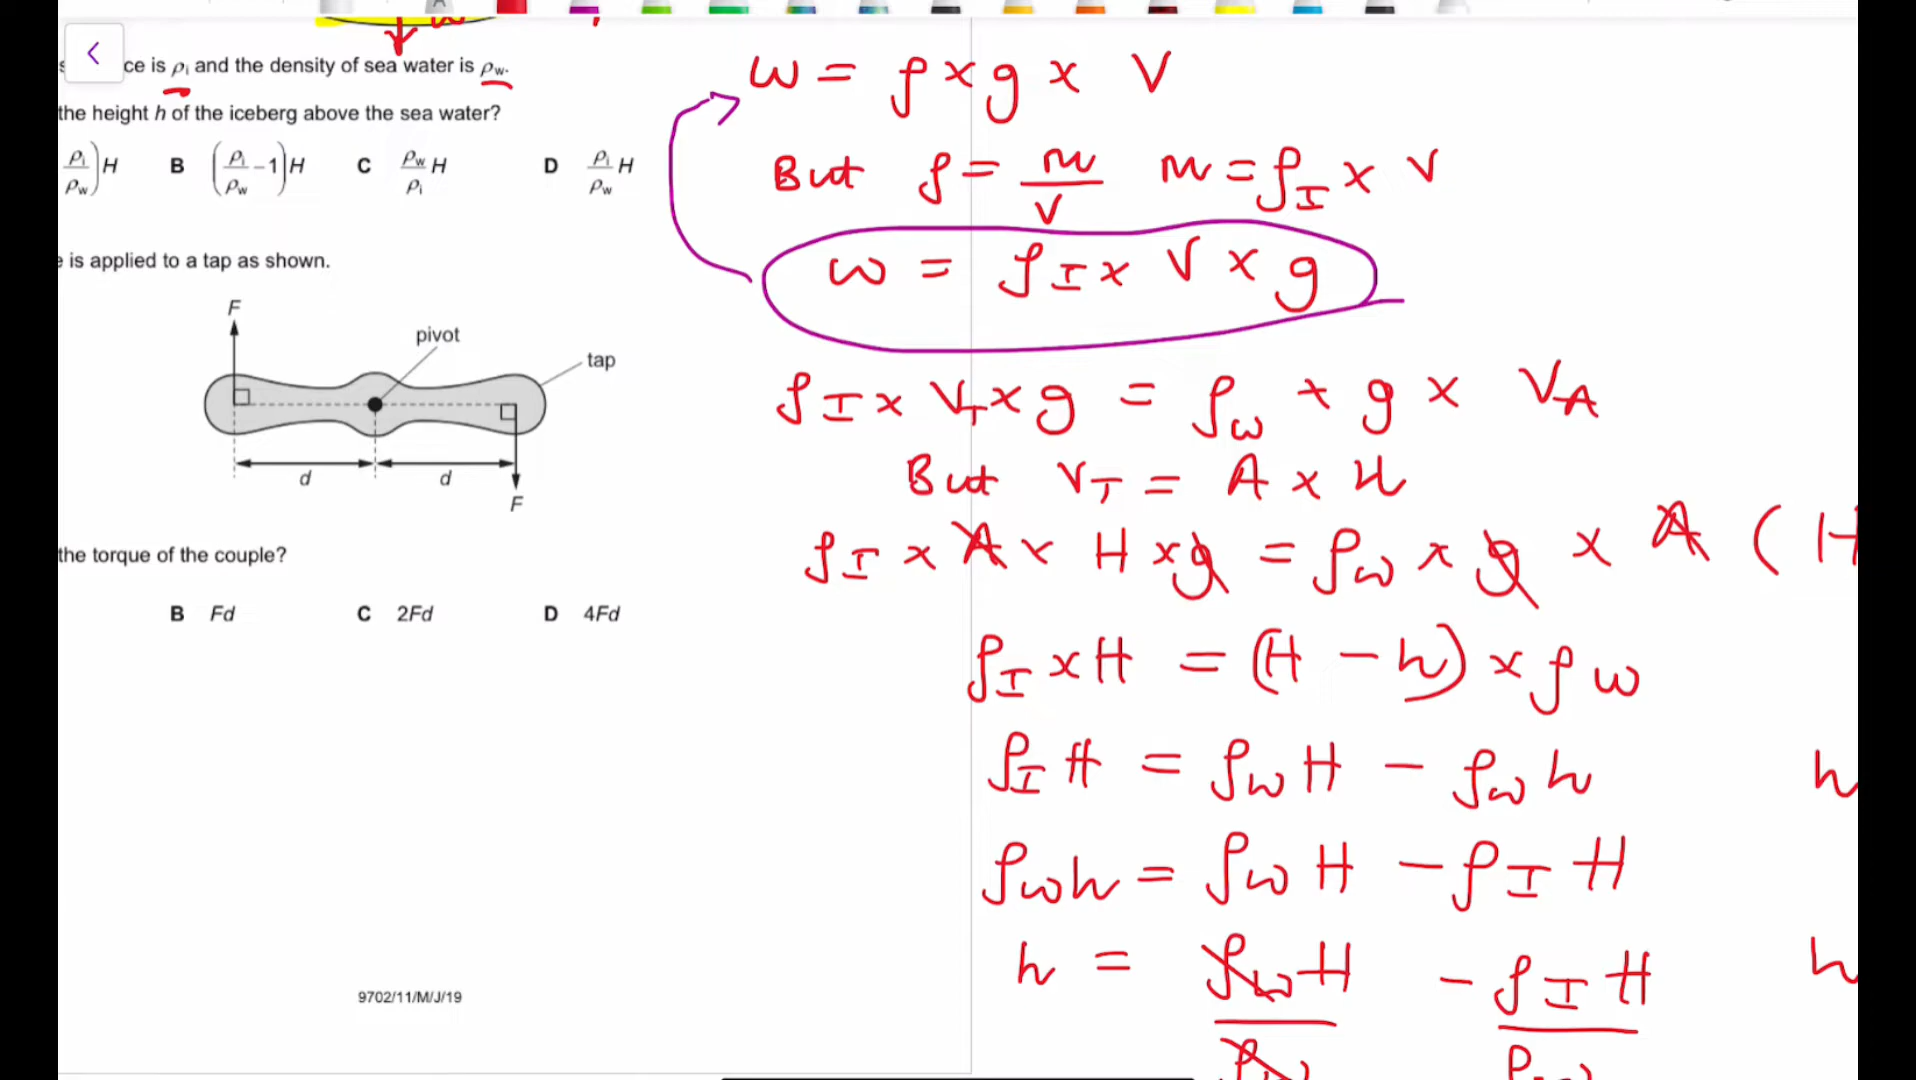 ce is ρi and the density of sea water is ρw.
the height h of the iceberg above the sea water?
ρi/ρw)H B (ρi/ρw −1)H C ρw/ρi H D ρi/ρw H
e is applied to a tap as shown.
F
pivot
tap
d d
F
the torque of the couple?
B Fd C 2Fd D 4Fd
9702/11/M/J/19
w = ρ x g x V
But ρ = m/V m = ρI x V
w = ρI x V x g
ρI x VT x g = ρw x g x VA
But VT = A x H
ρI x A x H x g = ρw x g x A (H
ρI x H = (H − h) x ρw
ρI H = ρw H − ρw h h
ρw h = ρw H − ρI H
h = ρw H/ρw − ρI H/ρw h